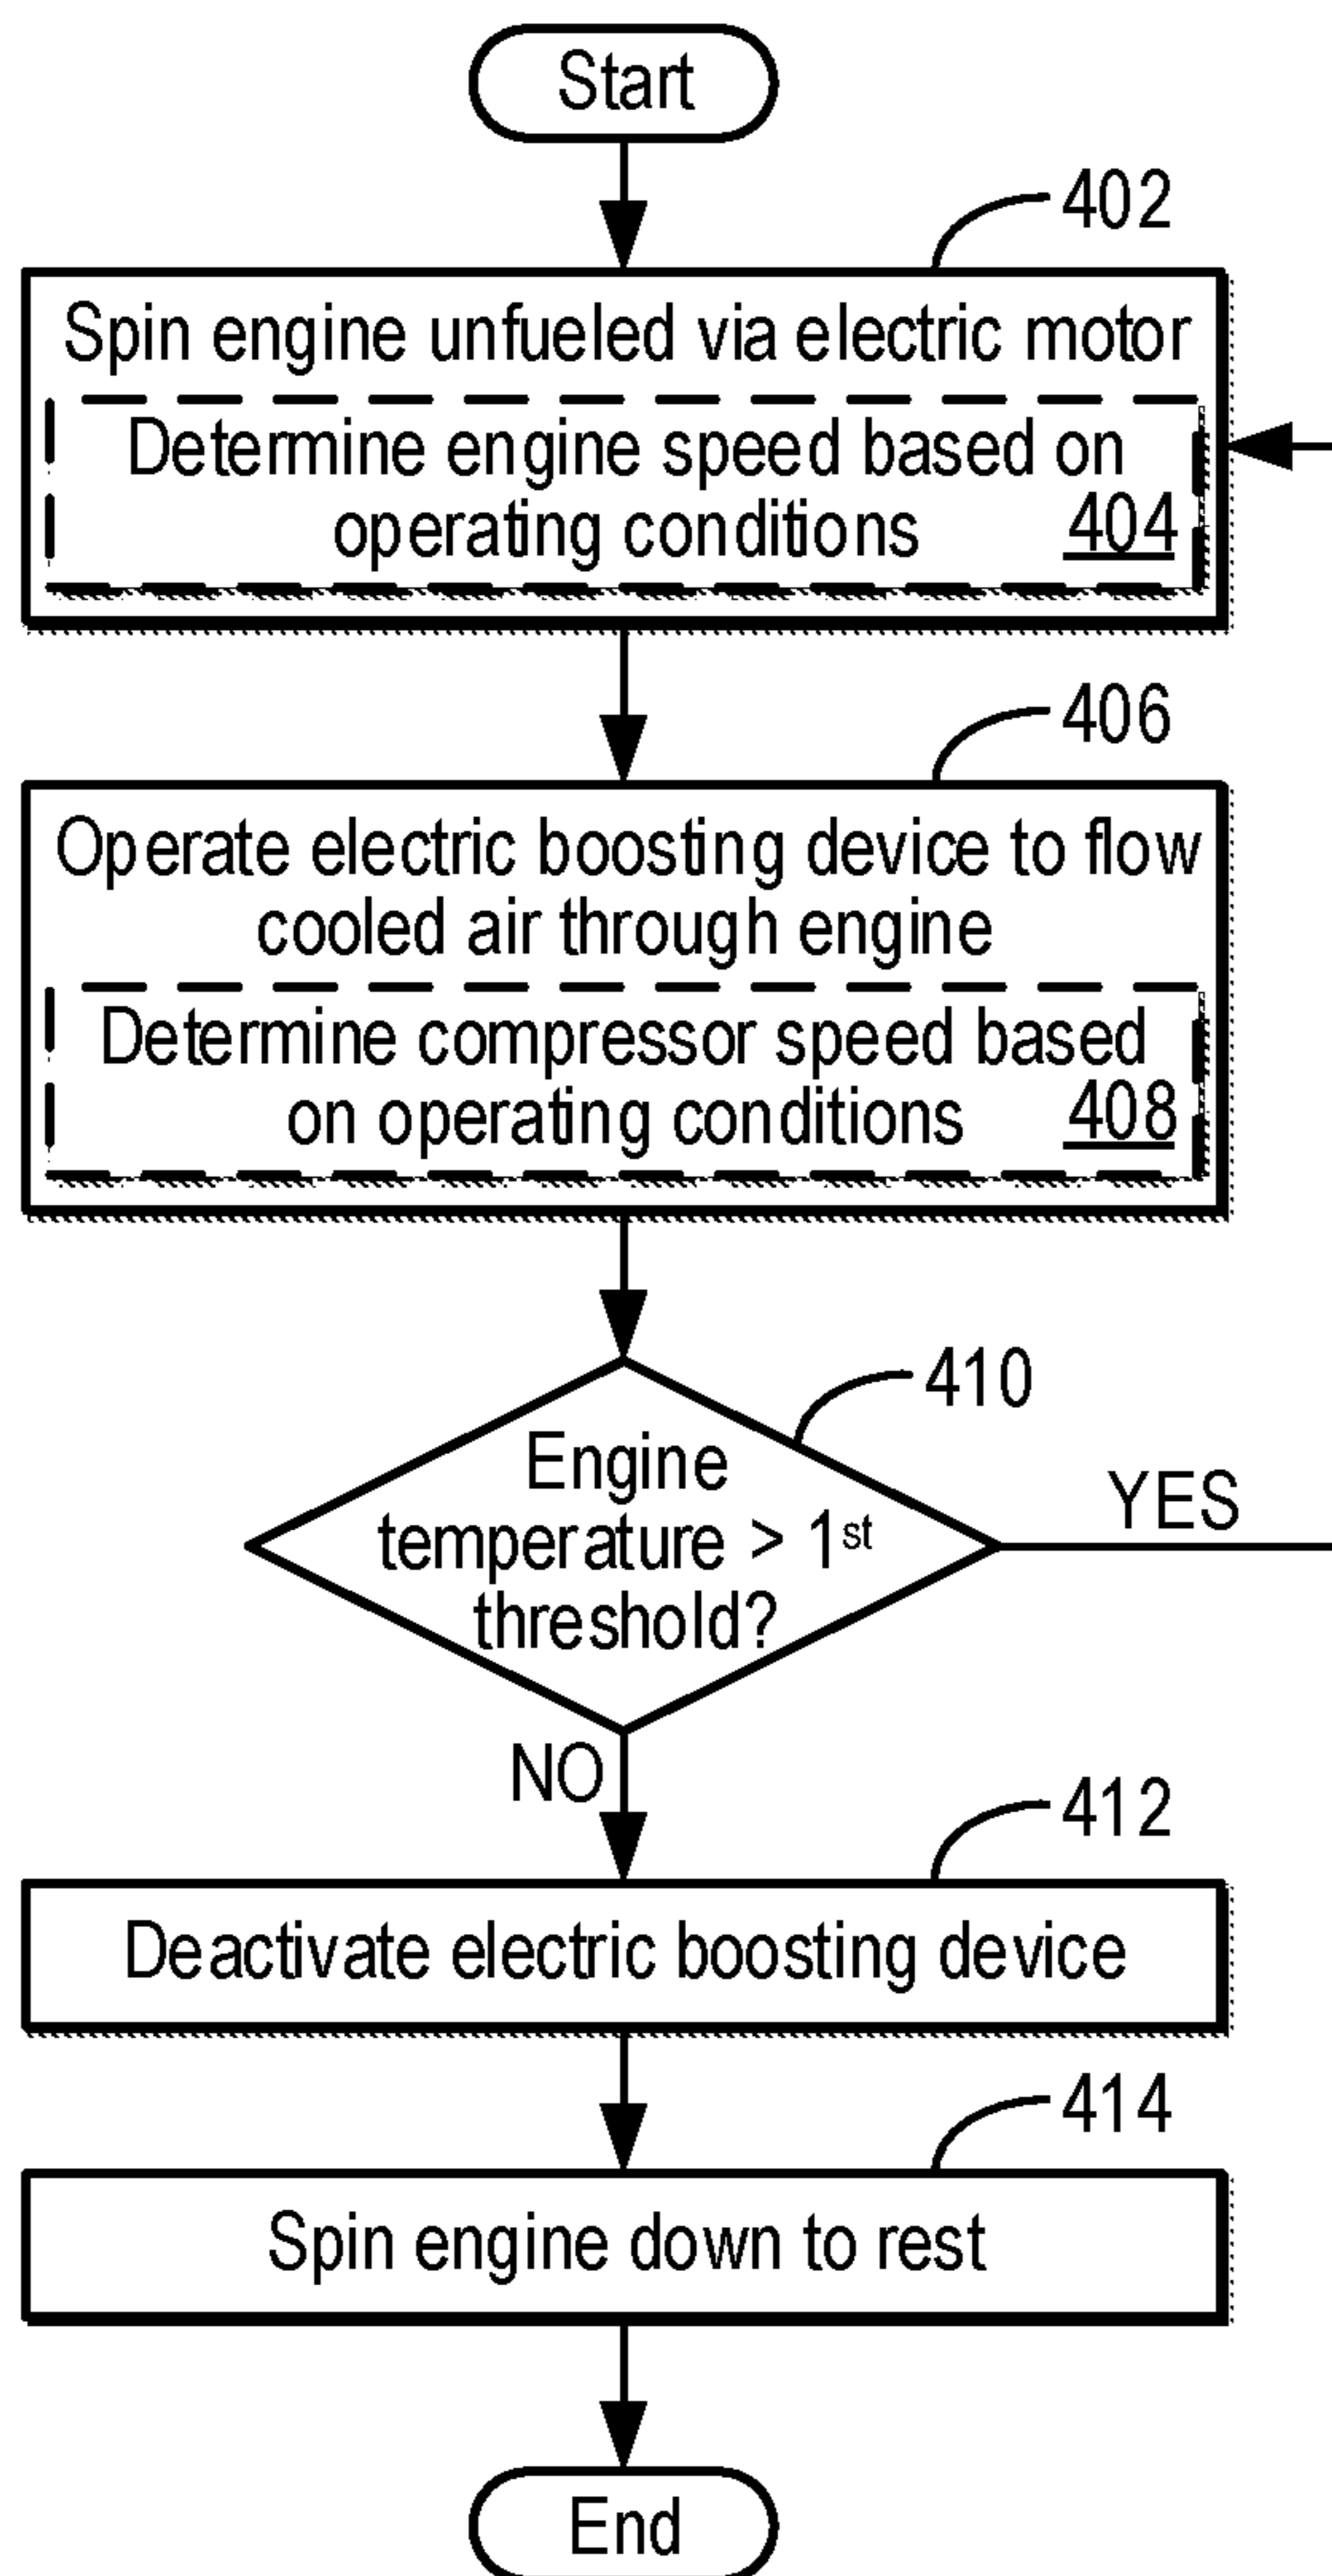 Start
402
Spin engine unfueled via electric motor
Determine engine speed based on
operating conditions 404
406
Operate electric boosting device to flow
cooled air through engine
Determine compressor speed based
on operating conditions 408
410
Engine
temperature > 1st
threshold?
YES
NO
412
Deactivate electric boosting device
414
Spin engine down to rest
End